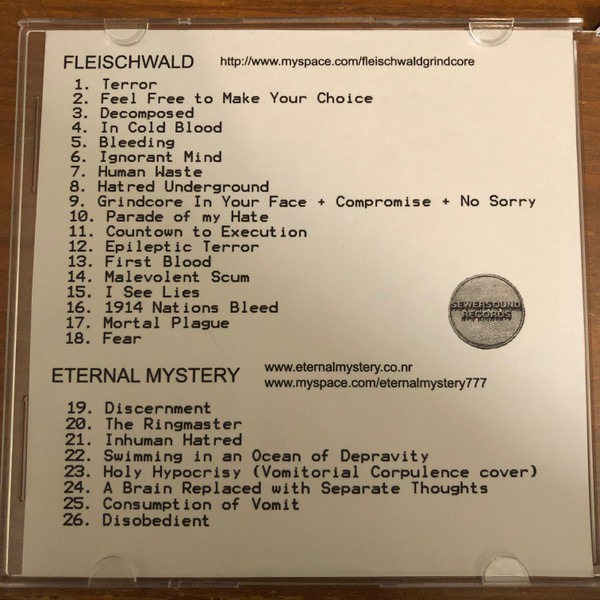 FLEISCHWALD http://www.myspace.com/fleischwaldgrindcore
1. Terror
2. Feel Free to Make Your Choice
3. Decomposed
4. In Cold Blood
5. Bleeding
6. Ignorant Mind
7. Human Waste
8. Hatred Underground
9. Grindcore In Your Face + Compromise + No Sorry
10. Parade of my Hate
11. Countown to Execution
12. Epileptic Terror
13. First Blood
14. Malevolent Scum
15. I See Lies
16. 1914 Nations Bleed
17. Mortal Plague
18. Fear
SEWERSOUND
RECORDS
ETERNAL MYSTERY www.eternalmystery.co.nr
www.myspace.com/eternalmystery777
19. Discernment
20. The Ringmaster
21. Inhuman Hatred
22. Swimming in an Ocean of Depravity
23. Holy Hypocrisy (Vomitorial Corpulence cover)
24. A Brain Replaced with Separate Thoughts
25. Consumption of Vomit
26. Disobedient